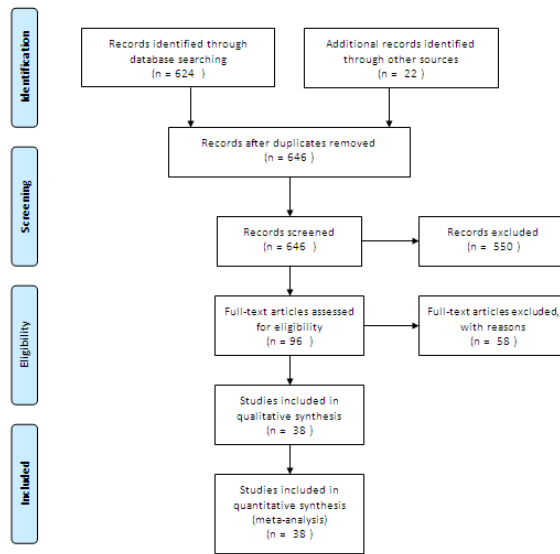 Identification
Records identified through
database searching
(n = 624 )
Additional records identified
through other sources
(n = 22 )
Records after duplicates removed
(n = 646 )
Screening
Records screened
(n = 646 )
Records excluded
(n = 550 )
Eligibility
Full-text articles assessed
for eligibility
(n = 96 )
Full-text articles excluded,
with reasons
(n = 58 )
Studies included in
qualitative synthesis
(n = 38 )
Included
Studies included in
quantitative synthesis
(meta-analysis)
(n = 38 )